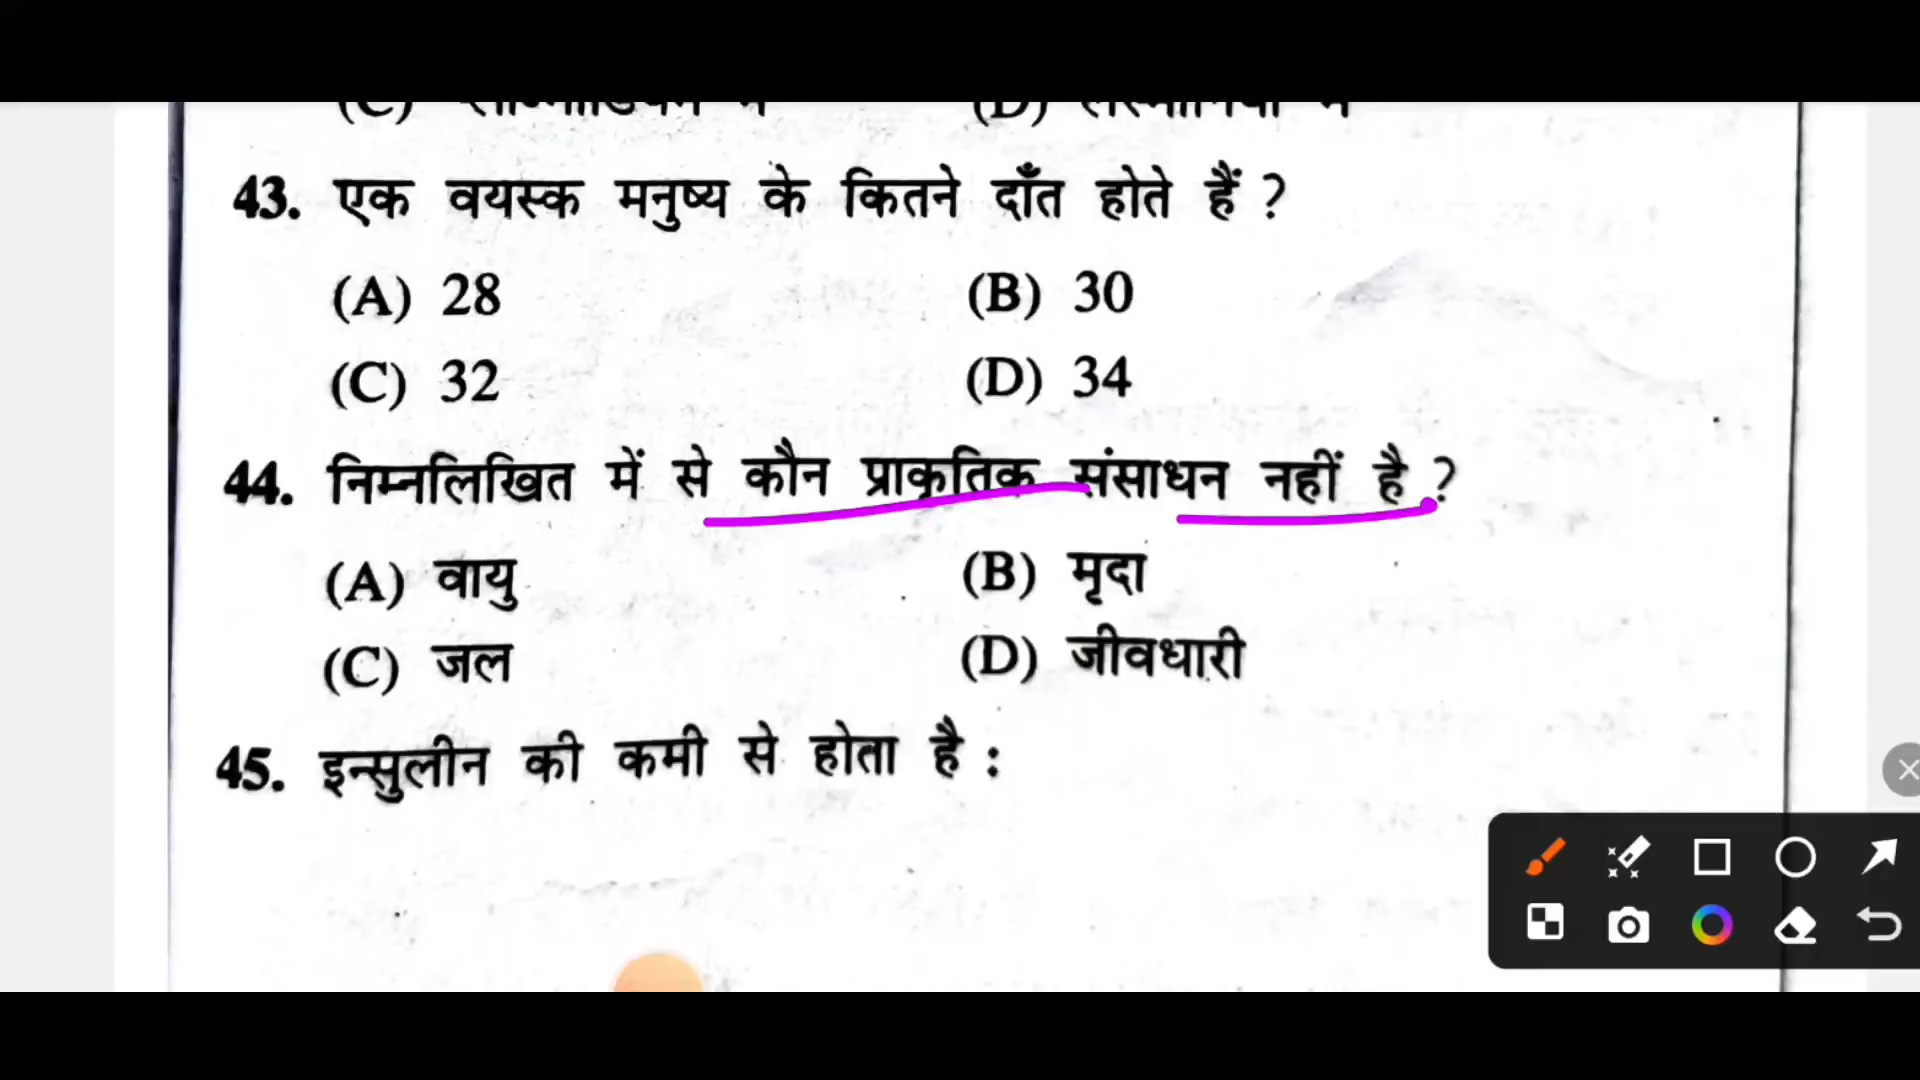 43. एक वयस्क मनुष्य के कितने दाँत होते हैं ?
(A) 28 (B) 30
(C) 32 (D) 34
44. निम्नलिखित में से कौन प्राकृतिक संसाधन नहीं है ?
(A) वायु (B) मृदा
(C) जल (D) जीवधारी
45. इन्सुलीन की कमी से होता है :